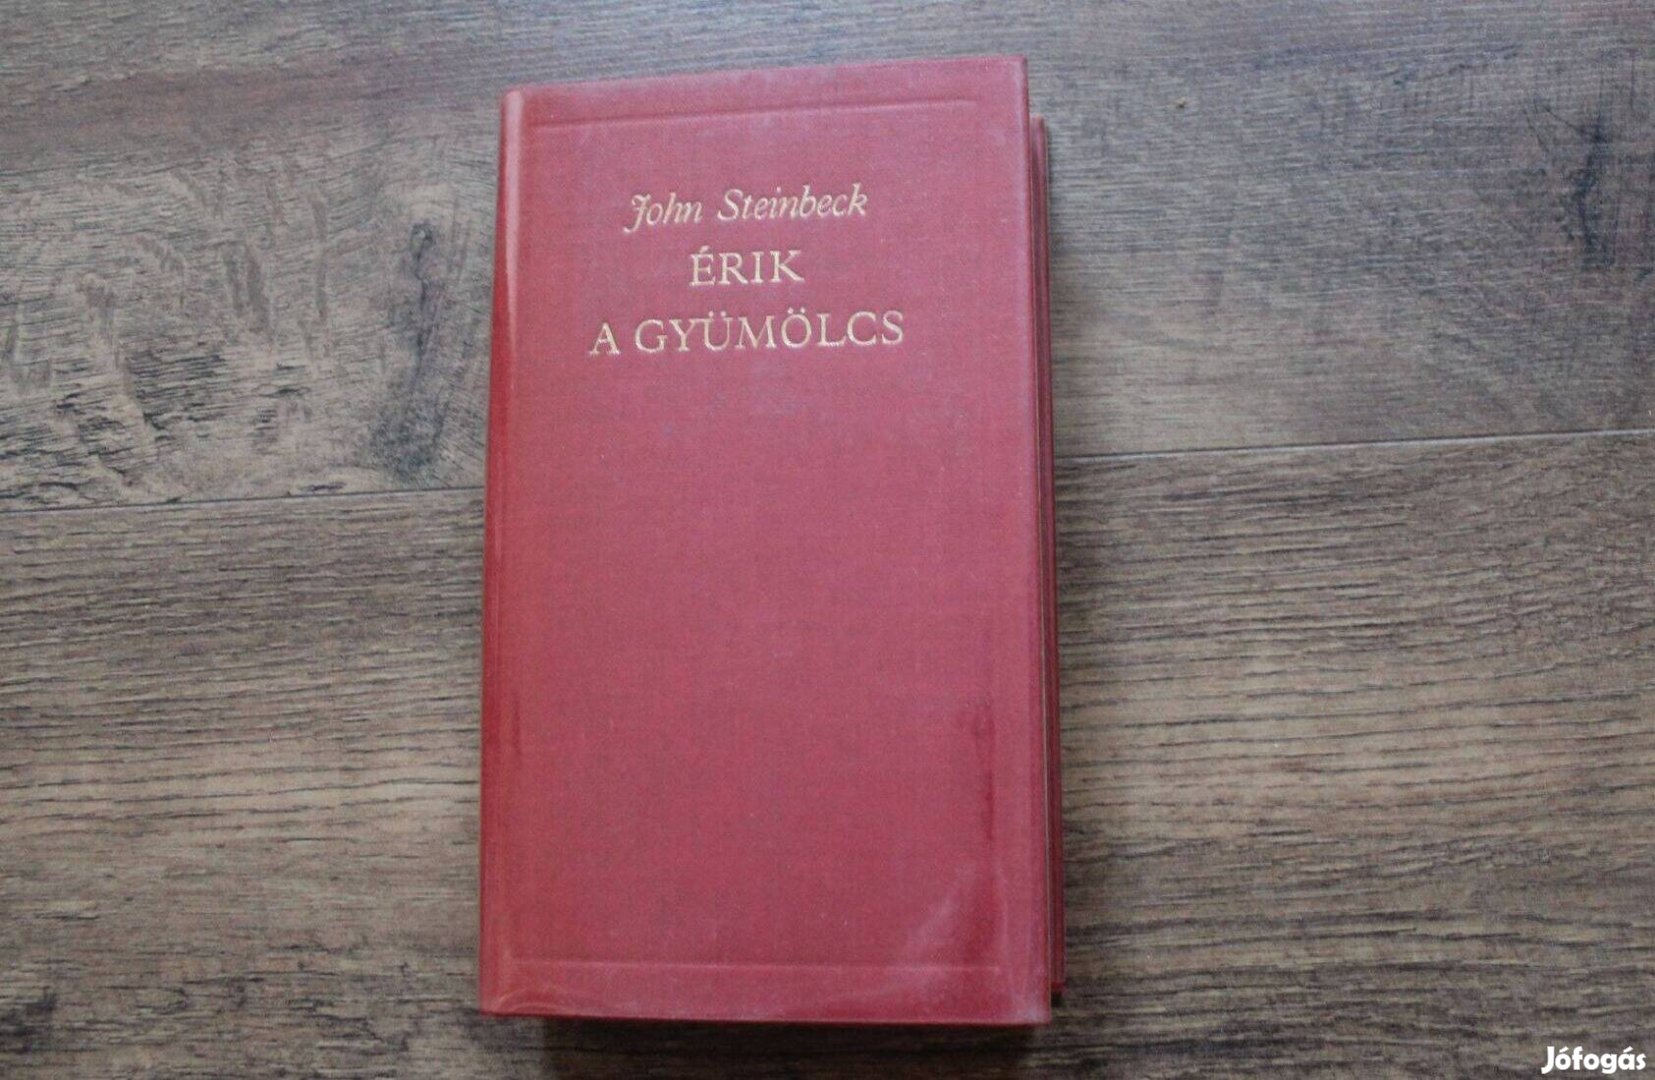 John Steinbeck
ÉRIK
A GYÜMÖLCS
Jófogás